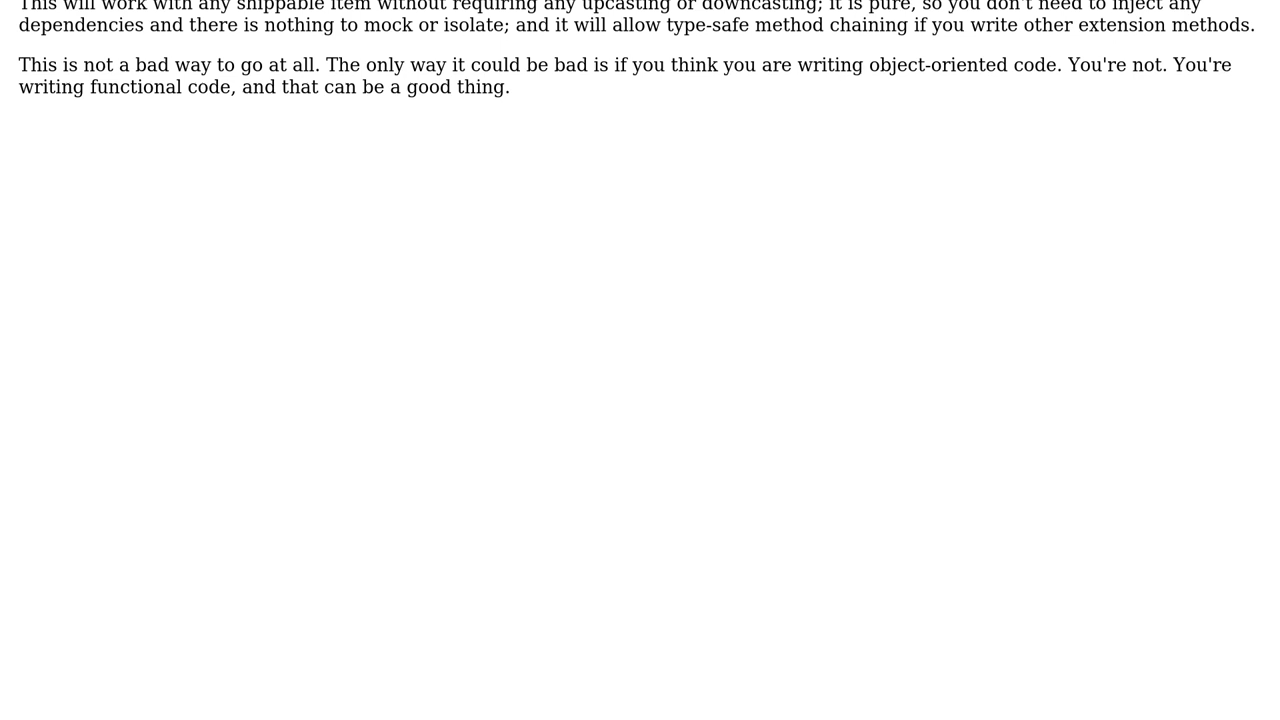 This will work with any shippable item without requiring any upcasting or downcasting; it is pure, so you don't need to inject any
dependencies and there is nothing to mock or isolate; and it will allow type-safe method chaining if you write other extension methods.
This is not a bad way to go at all. The only way it could be bad is if you think you are writing object-oriented code. You're not. You're
writing functional code, and that can be a good thing.